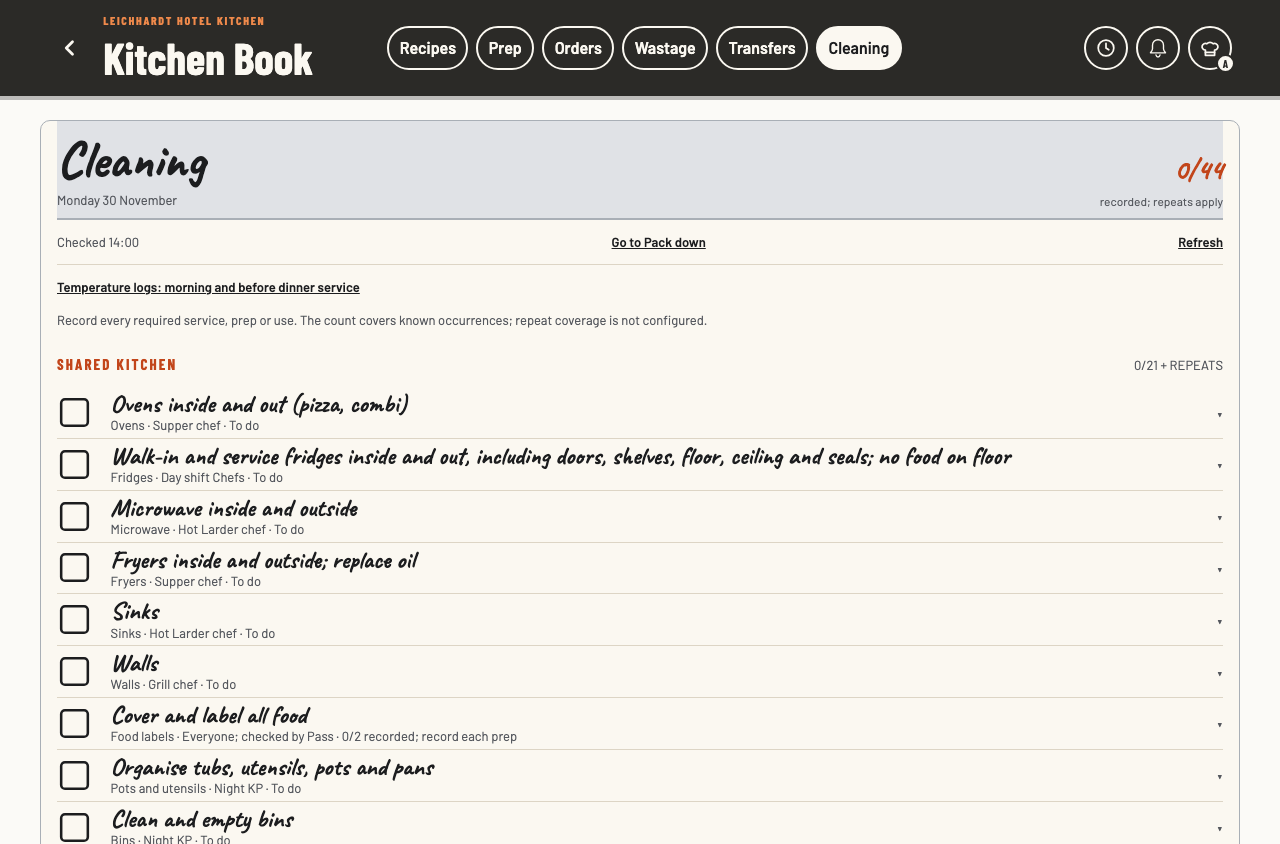 LEICHHARDT HOTEL KITCHEN
Kitchen Book
Recipes
Prep
Orders
Wastage
Transfers
Cleaning
A
Cleaning
0/44
Monday 30 November
recorded; repeats apply
Checked 14:00
Go to Pack down
Refresh
Temperature logs: morning and before dinner service
Record every required service, prep or use. The count covers known occurrences; repeat coverage is not configured.
SHARED KITCHEN
0/21 + REPEATS
Ovens inside and out (pizza, combi)
Ovens · Supper chef · To do
Walk-in and service fridges inside and out, including doors, shelves, floor, ceiling and seals; no food on floor
Fridges · Day shift Chefs · To do
Microwave inside and outside
Microwave · Hot Larder chef · To do
Fryers inside and outside; replace oil
Fryers · Supper chef · To do
Sinks
Sinks · Hot Larder chef · To do
Walls
Walls · Grill chef · To do
Cover and label all food
Food labels · Everyone; checked by Pass · 0/2 recorded; record each prep
Organise tubs, utensils, pots and pans
Pots and utensils · Night KP · To do
Clean and empty bins
Bins · Night KP · To do